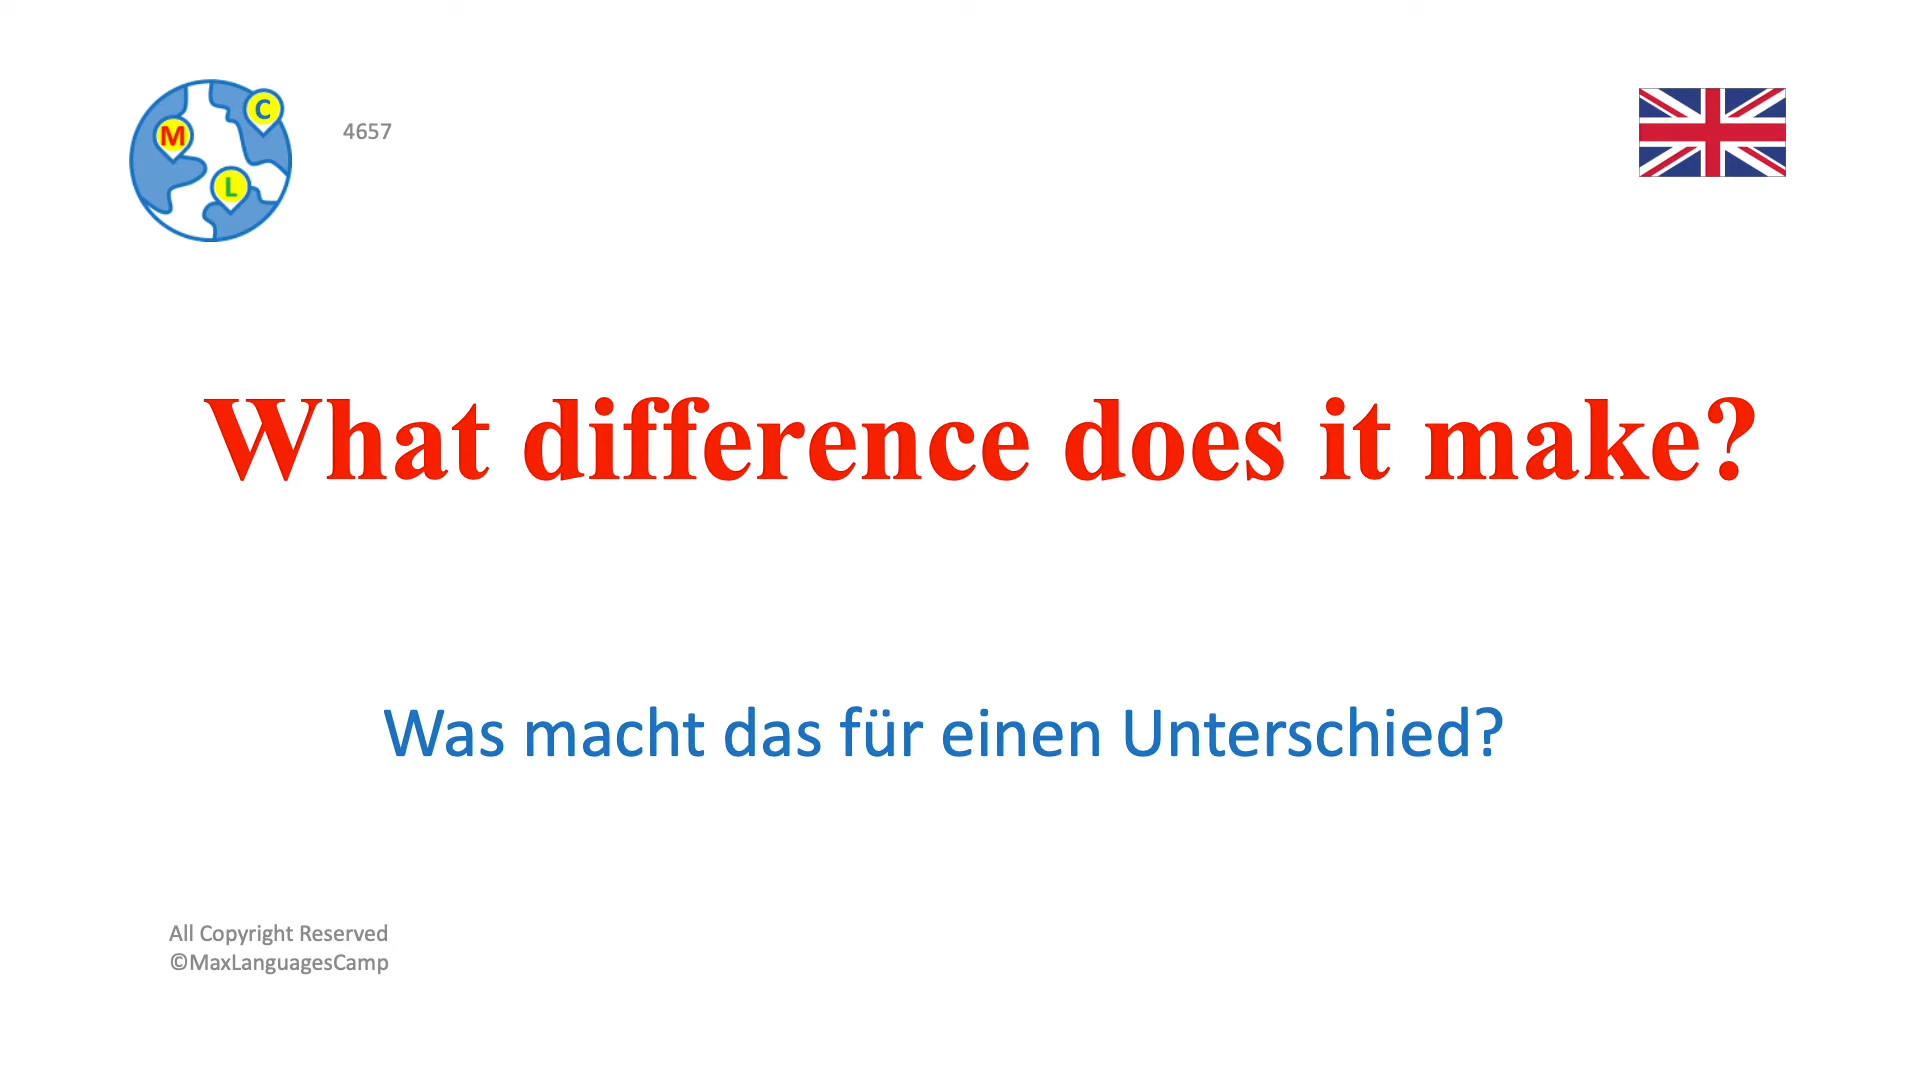 M
C
L
4657
What difference does it make?
Was macht das für einen Unterschied?
All Copyright Reserved
©MaxLanguagesCamp